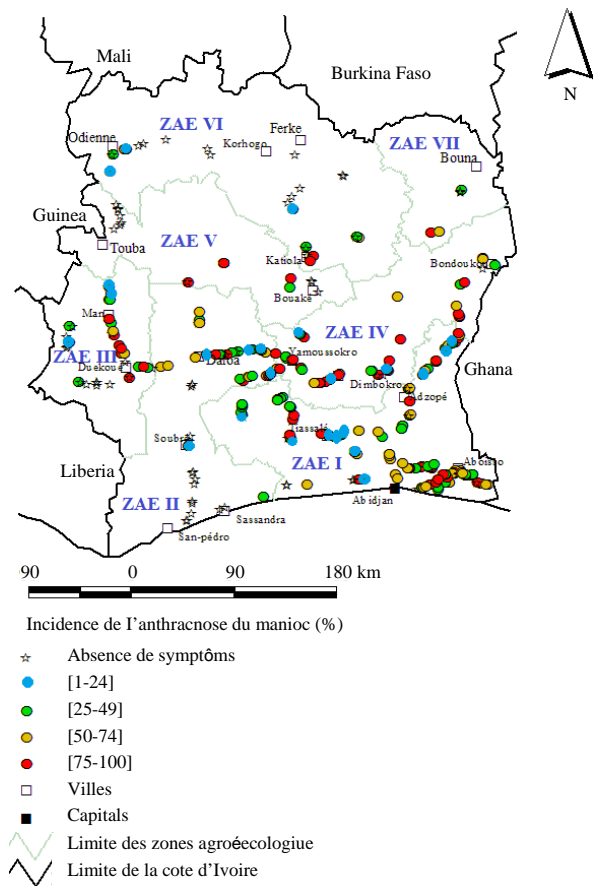 Mali
Burkina Faso
N
ZAE VI
Ferke
Odienne
Korhogo
ZAE VII
Bouna
Guinea
Touba
ZAE V
Katiola
Bondoukou
Bouaké
Man
ZAE IV
ZAE III
Daloa
Yamoussokro
Duekoué
Dimbokro
Ghana
Adzopé
Tiassalé
Soubré
Aboisso
Liberia
ZAE I
ZAE II
Abidjan
Sassandra
San-pédro
90 0 90 180 km
Incidence de I'anthracnose du manioc (%)
Absence de symptôms
[1-24]
[25-49]
[50-74]
[75-100]
Villes
Capitals
Limite des zones agroéecologiue
Limite de la cote d'Ivoire